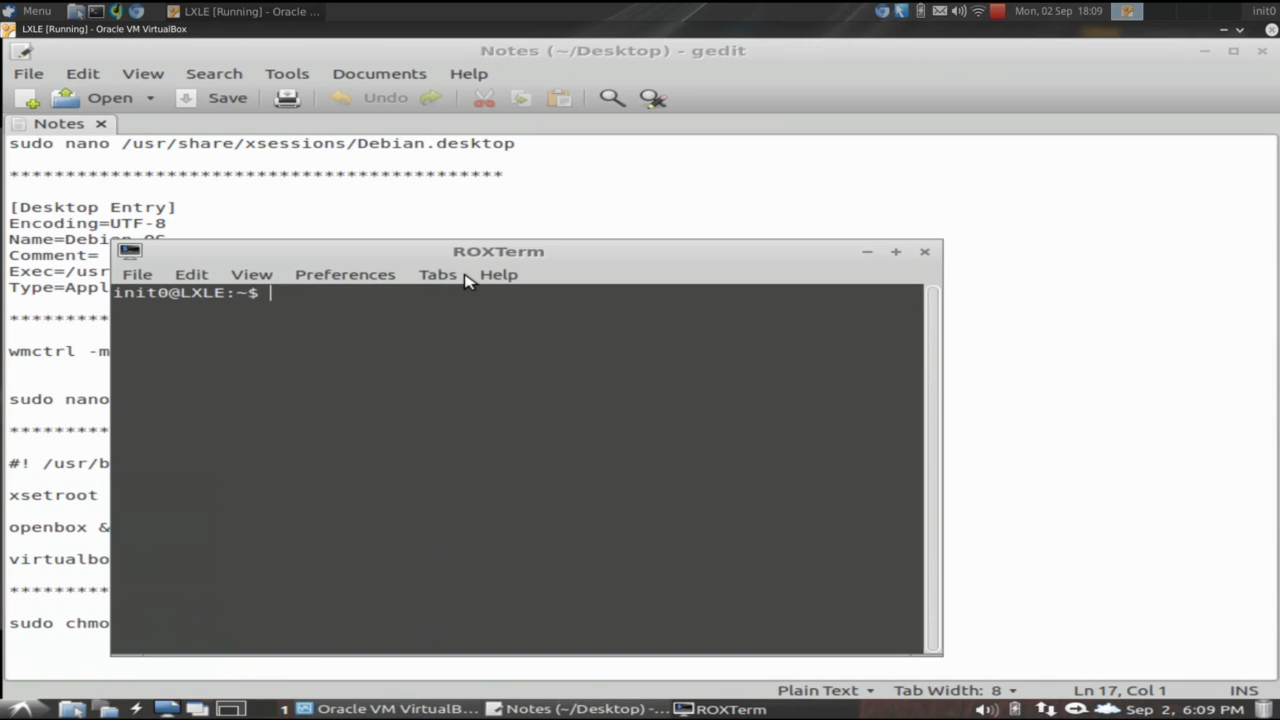 Menu LXLE [Running] - Oracle ... Mon, 02 Sep 18:09 init0
LXLE [Running] - Oracle VM VirtualBox
Notes (~/Desktop) - gedit
File Edit View Search Tools Documents Help
Open Save Undo
Notes
sudo nano /usr/share/xsessions/Debian.desktop
********************************************
[Desktop Entry]
Encoding=UTF-8
Name=Debian OS
Comment=
Exec=/usr
Type=Appl
*********
wmctrl -m
sudo nano
*********
#! /usr/b
xsetroot
openbox &
virtualbo
*********
sudo chmo
ROXTerm
File Edit View Preferences Tabs Help
init0@LXLE:~$
Plain Text Tab Width: 8 Ln 17, Col 1 INS
1 Oracle VM VirtualB... Notes (~/Desktop) -... ROXTerm Sep 2, 6:09 PM